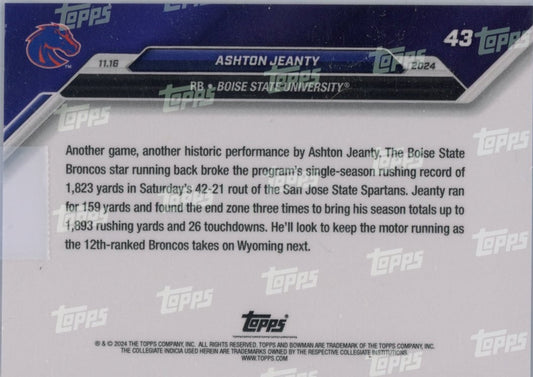 TOPPS
43
11.16
ASHTON JEANTY
2024
RB • BOISE STATE UNIVERSITY®
Another game, another historic performance by Ashton Jeanty. The Boise State
Broncos star running back broke the program's single-season rushing record of
1,823 yards in Saturday's 42-21 rout of the San Jose State Spartans. Jeanty ran
for 159 yards and found the end zone three times to bring his season totals up to
1,893 rushing yards and 26 touchdowns. He'll look to keep the motor running as
the 12th-ranked Broncos takes on Wyoming next.
Topps®
® & © 2024 THE TOPPS COMPANY, INC. ALL RIGHTS RESERVED. TOPPS AND BOWMAN ARE TRADEMARK OF THE TOPPS COMPANY, INC.
THE COLLEGIATE INDICIA USED HEREIN ARE TRADEMARKS OWNED BY THE RESPECTIVE COLLEGIATE INSTITUTIONS.
WWW.TOPPS.COM